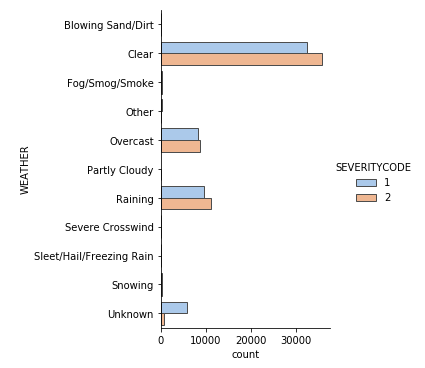 Blowing Sand/Dirt
Clear
Fog/Smog/Smoke
Other
Overcast
Partly Cloudy
Raining
Severe Crosswind
Sleet/Hail/Freezing Rain
Snowing
Unknown
WEATHER
0 10000 20000 30000
count
SEVERITYCODE
1
2